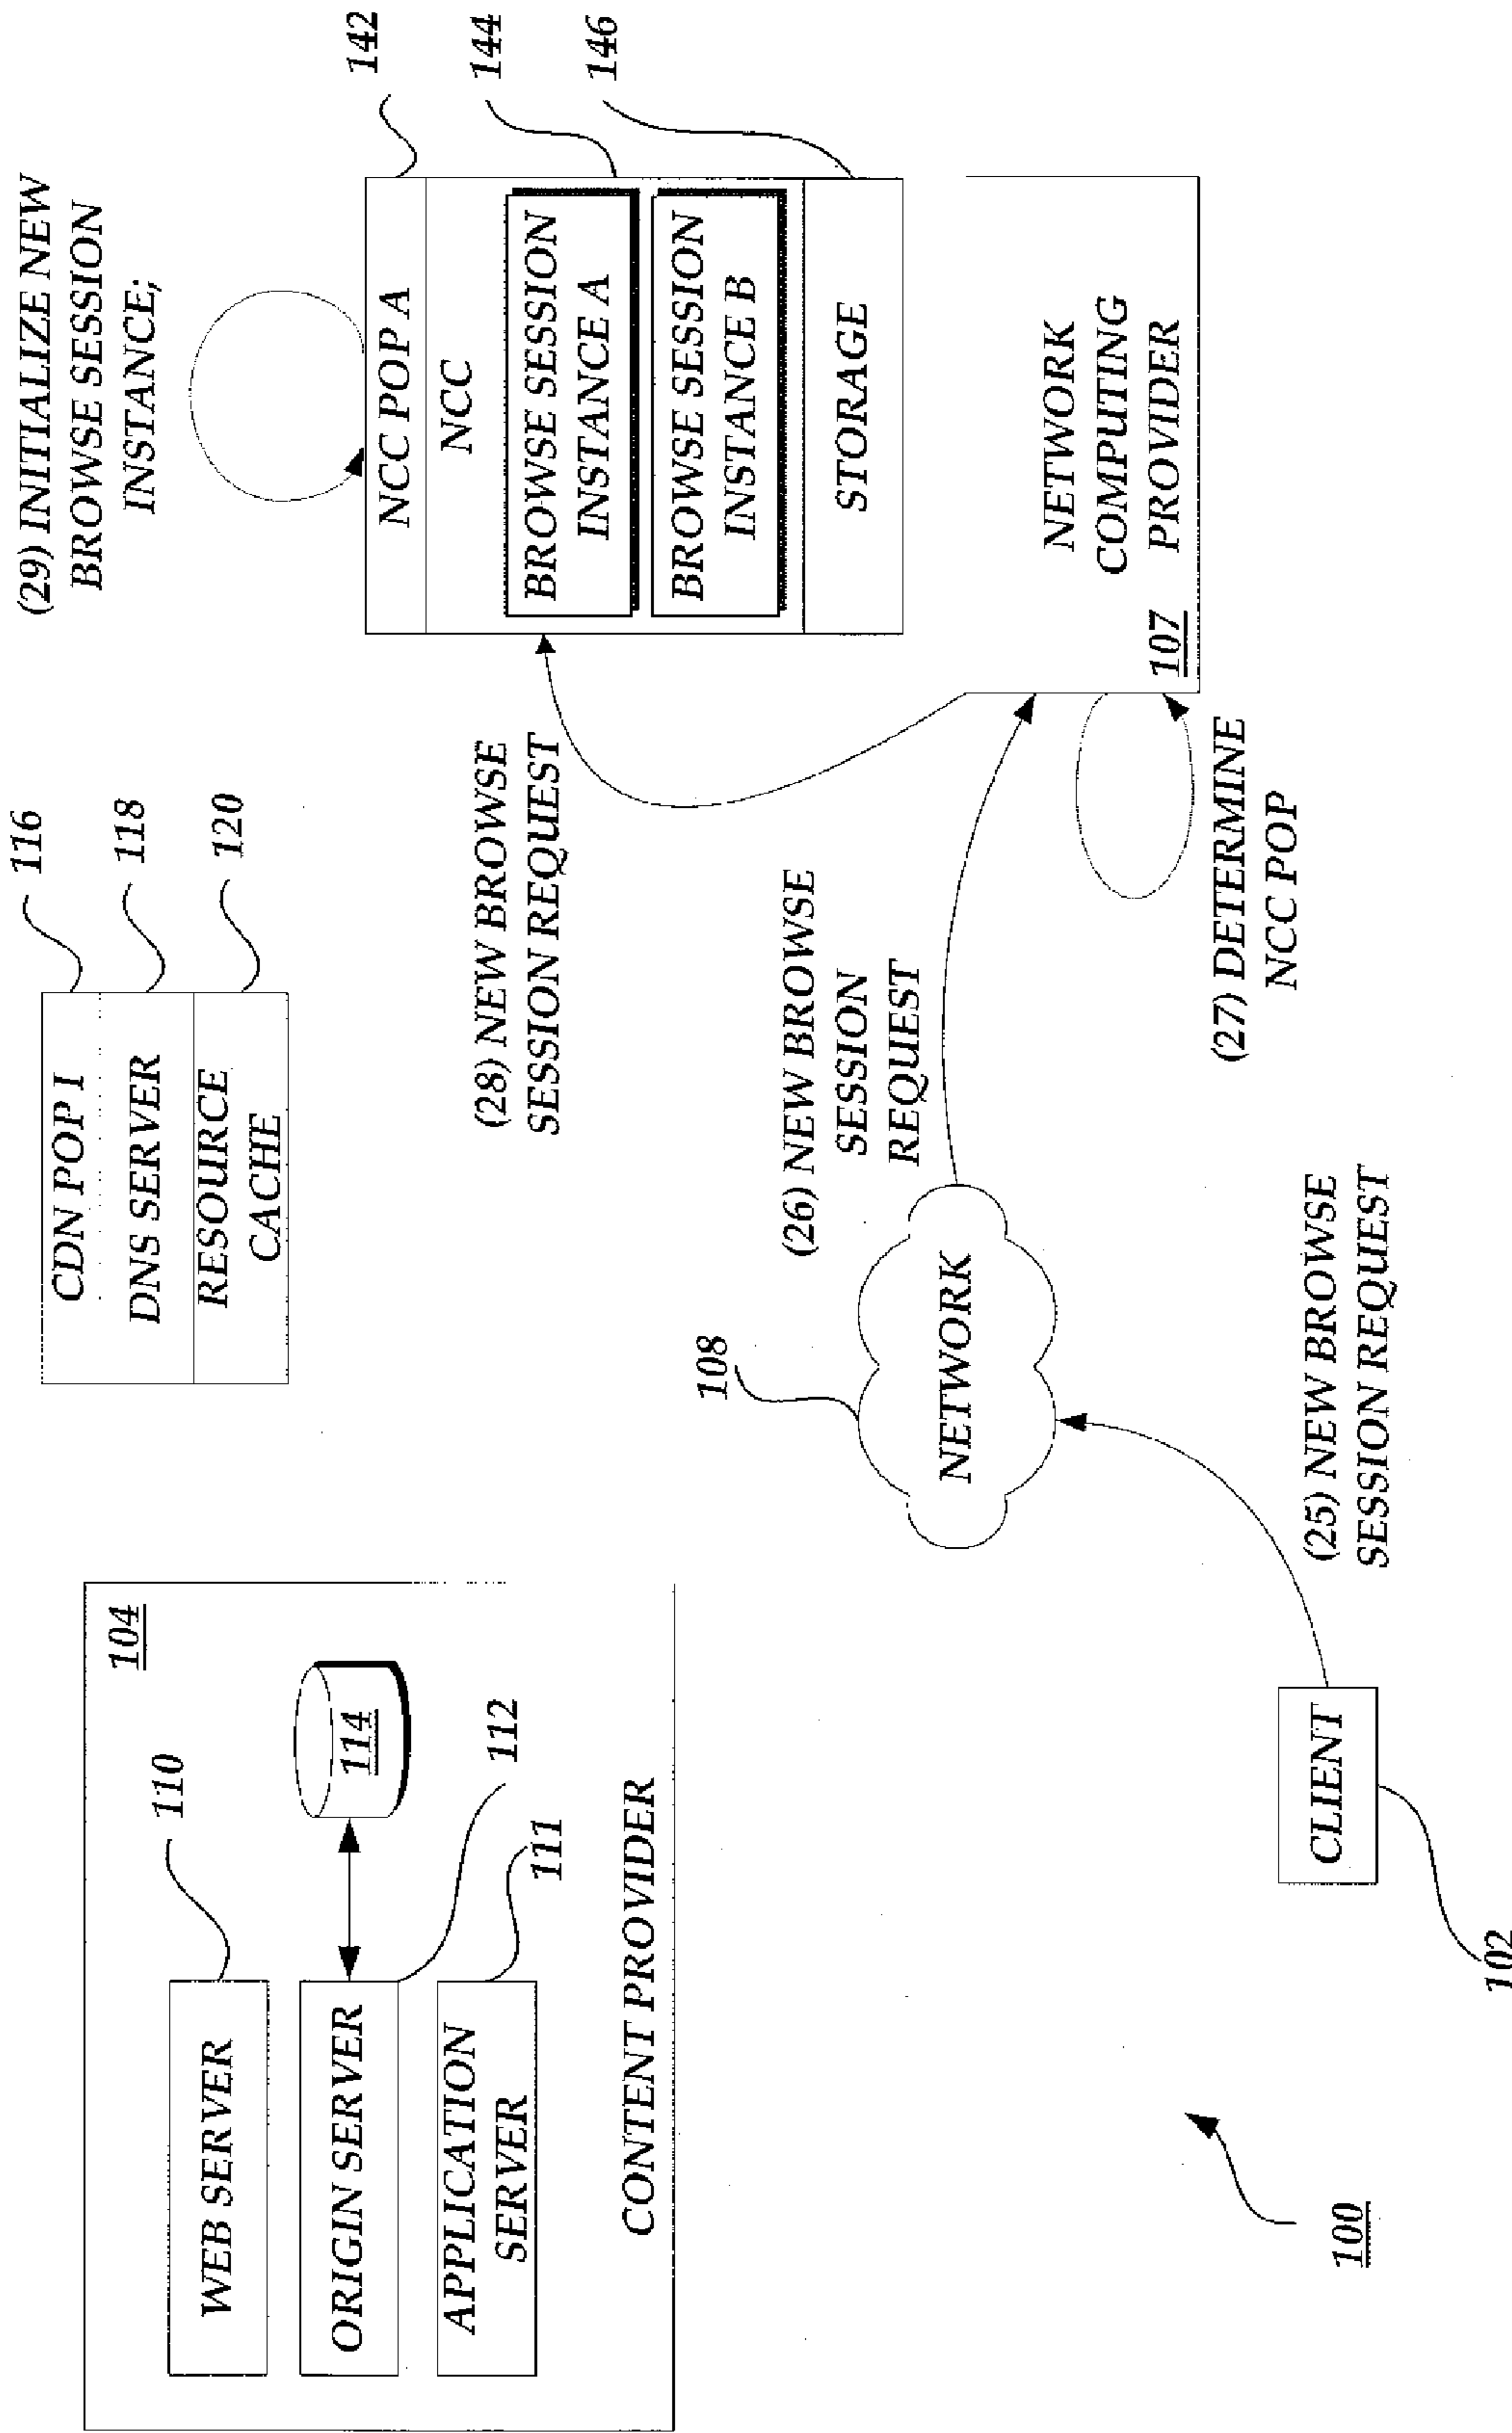 104
WEB SERVER
110
ORIGIN SERVER
114
112
APPLICATION
SERVER
111
CONTENT PROVIDER
CDN POP I
116
DNS SERVER
118
RESOURCE
CACHE
120
(29) INITIALIZE NEW
BROWSE SESSION
INSTANCE;
NCC POP A
142
NCC
BROWSE SESSION
INSTANCE A
144
BROWSE SESSION
INSTANCE B
STORAGE
146
(28) NEW BROWSE
SESSION REQUEST
NETWORK
COMPUTING
PROVIDER
107
(26) NEW BROWSE
SESSION
REQUEST
(27) DETERMINE
NCC POP
108
NETWORK
(25) NEW BROWSE
SESSION REQUEST
CLIENT
102
100